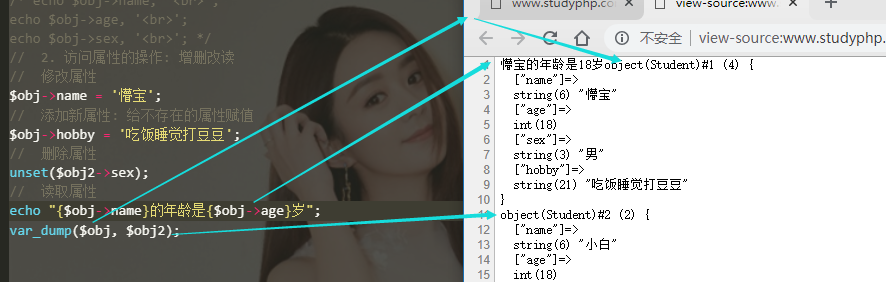 /* echo $obj->name, '<br>';
echo $obj->age, '<br>';
echo $obj->sex, '<br>'; */
// 2. 访问属性的操作: 增删改读
// 修改属性
$obj->name = '懵宝';
// 添加新属性: 给不存在的属性赋值
$obj->hobby = '吃饭睡觉打豆豆';
// 删除属性
unset($obj2->sex);
// 读取属性
echo "{$obj->name}的年龄是{$obj->age}岁";
var_dump($obj, $obj2);
www.studyphp.co
view-source:www.
不安全 | view-source:www.studyphp.c
1 懵宝的年龄是18岁object(Student)#1 (4) {
2 ["name"]=>
3 string(6) "懵宝"
4 ["age"]=>
5 int(18)
6 ["sex"]=>
7 string(3) "男"
8 ["hobby"]=>
9 string(21) "吃饭睡觉打豆豆"
10 }
11 object(Student)#2 (2) {
12 ["name"]=>
13 string(6) "小白"
14 ["age"]=>
15 int(18)